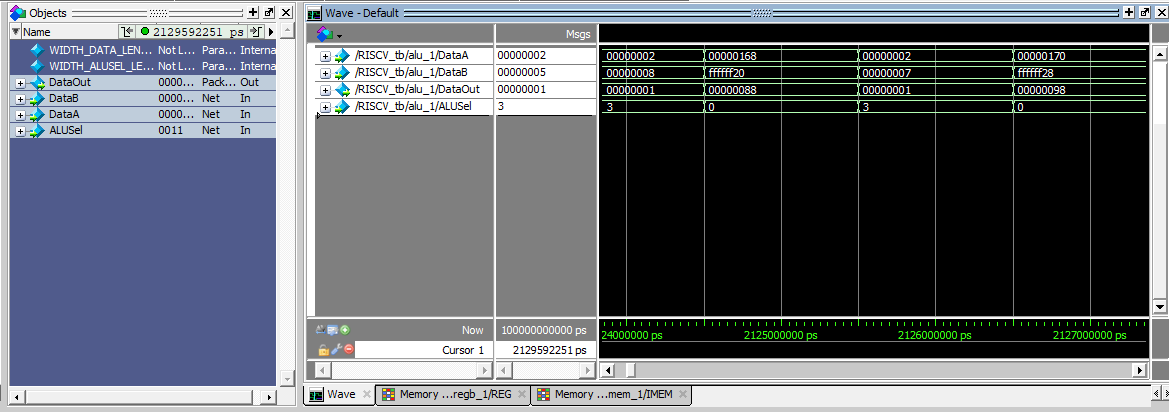 Objects
Name 2129592251 ps
WIDTH_DATA_LEN... Not L... Para... Interna
WIDTH_ALUSEL_LE... Not L... Para... Interna
DataOut 0000... Pack... Out
DataB 0000... Net In
DataA 0000... Net In
ALUSel 0011 Net In
Wave - Default
Msgs
/RISCV_tb/alu_1/DataA 00000002 00000002 00000168 00000002 00000170
/RISCV_tb/alu_1/DataB 00000005 00000008 ffffff20 00000007 ffffff28
/RISCV_tb/alu_1/DataOut 00000001 00000001 00000088 00000001 00000098
/RISCV_tb/alu_1/ALUSel 3 3 0 3 0
Now 100000000000 ps 24000000 ps 2125000000 ps 2126000000 ps 2127000000 ps
Cursor 1 2129592251 ps
Wave Memory ...regb_1/REG Memory ...mem_1/IMEM